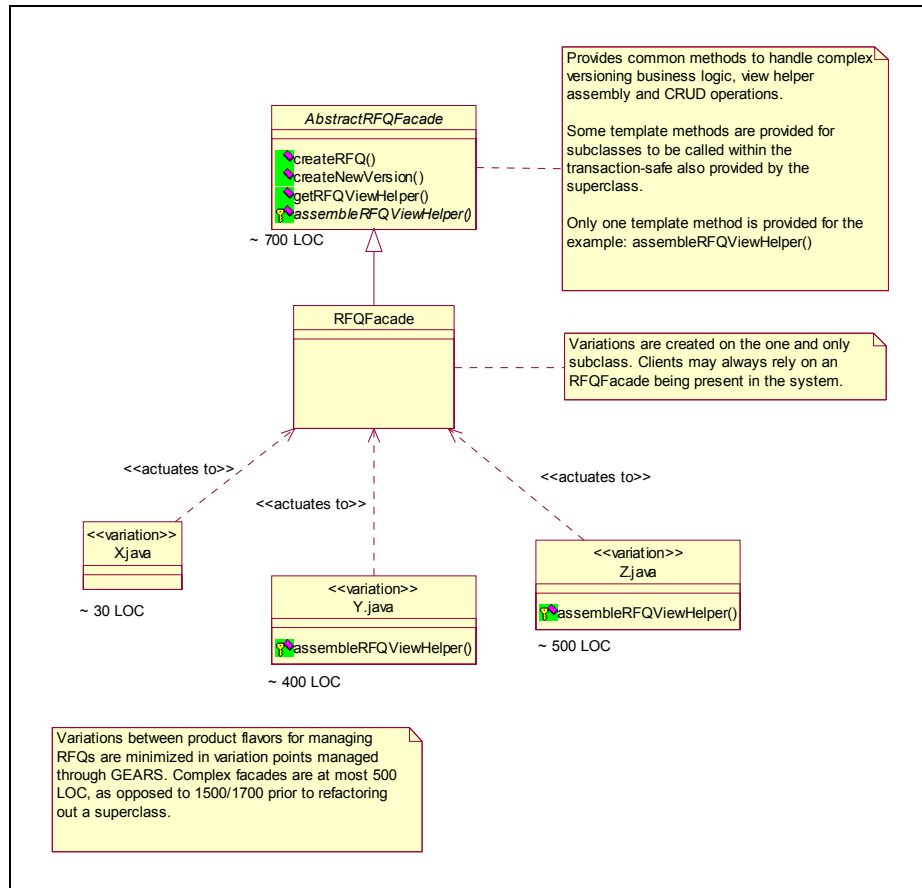 Provides common methods to handle complex
versioning business logic, view helper
assembly and CRUD operations.
Some template methods are provided for
subclasses to be called within the
transaction-safe also provided by the
superclass.
Only one template method is provided for the
example: assembleRFQViewHelper()
AbstractRFQFacade
createRFQ()
createNewVersion()
getRFQViewHelper()
assembleRFQViewHelper()
~ 700 LOC
RFQFacade
Variations are created on the one and only
subclass. Clients may always rely on an
RFQFacade being present in the system.
<<actuates to>>
<<actuates to>>
<<actuates to>>
<<variation>>
X.java
~ 30 LOC
<<variation>>
Y.java
assembleRFQViewHelper()
~ 400 LOC
<<variation>>
Z.java
assembleRFQViewHelper()
~ 500 LOC
Variations between product flavors for managing
RFQs are minimized in variation points managed
through GEARS. Complex facades are at most 500
LOC, as opposed to 1500/1700 prior to refactoring
out a superclass.